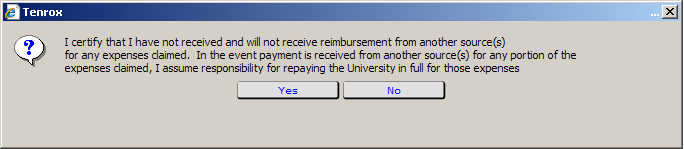 Tenrox
...
I certify that I have not received and will not receive reimbursement from another source(s)
for any expenses claimed.  In the event payment is received from another source(s) for any portion of the
expenses claimed, I assume responsibility for repaying the University in full for those expenses
Yes No